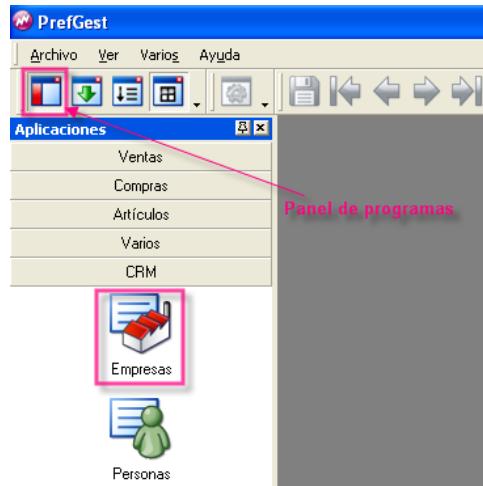 PrefGest
Archivo Ver Varios Ayuda
Aplicaciones
Ventas
Compras
Artículos
Panel de programas
Varios
CRM
Empresas
Personas